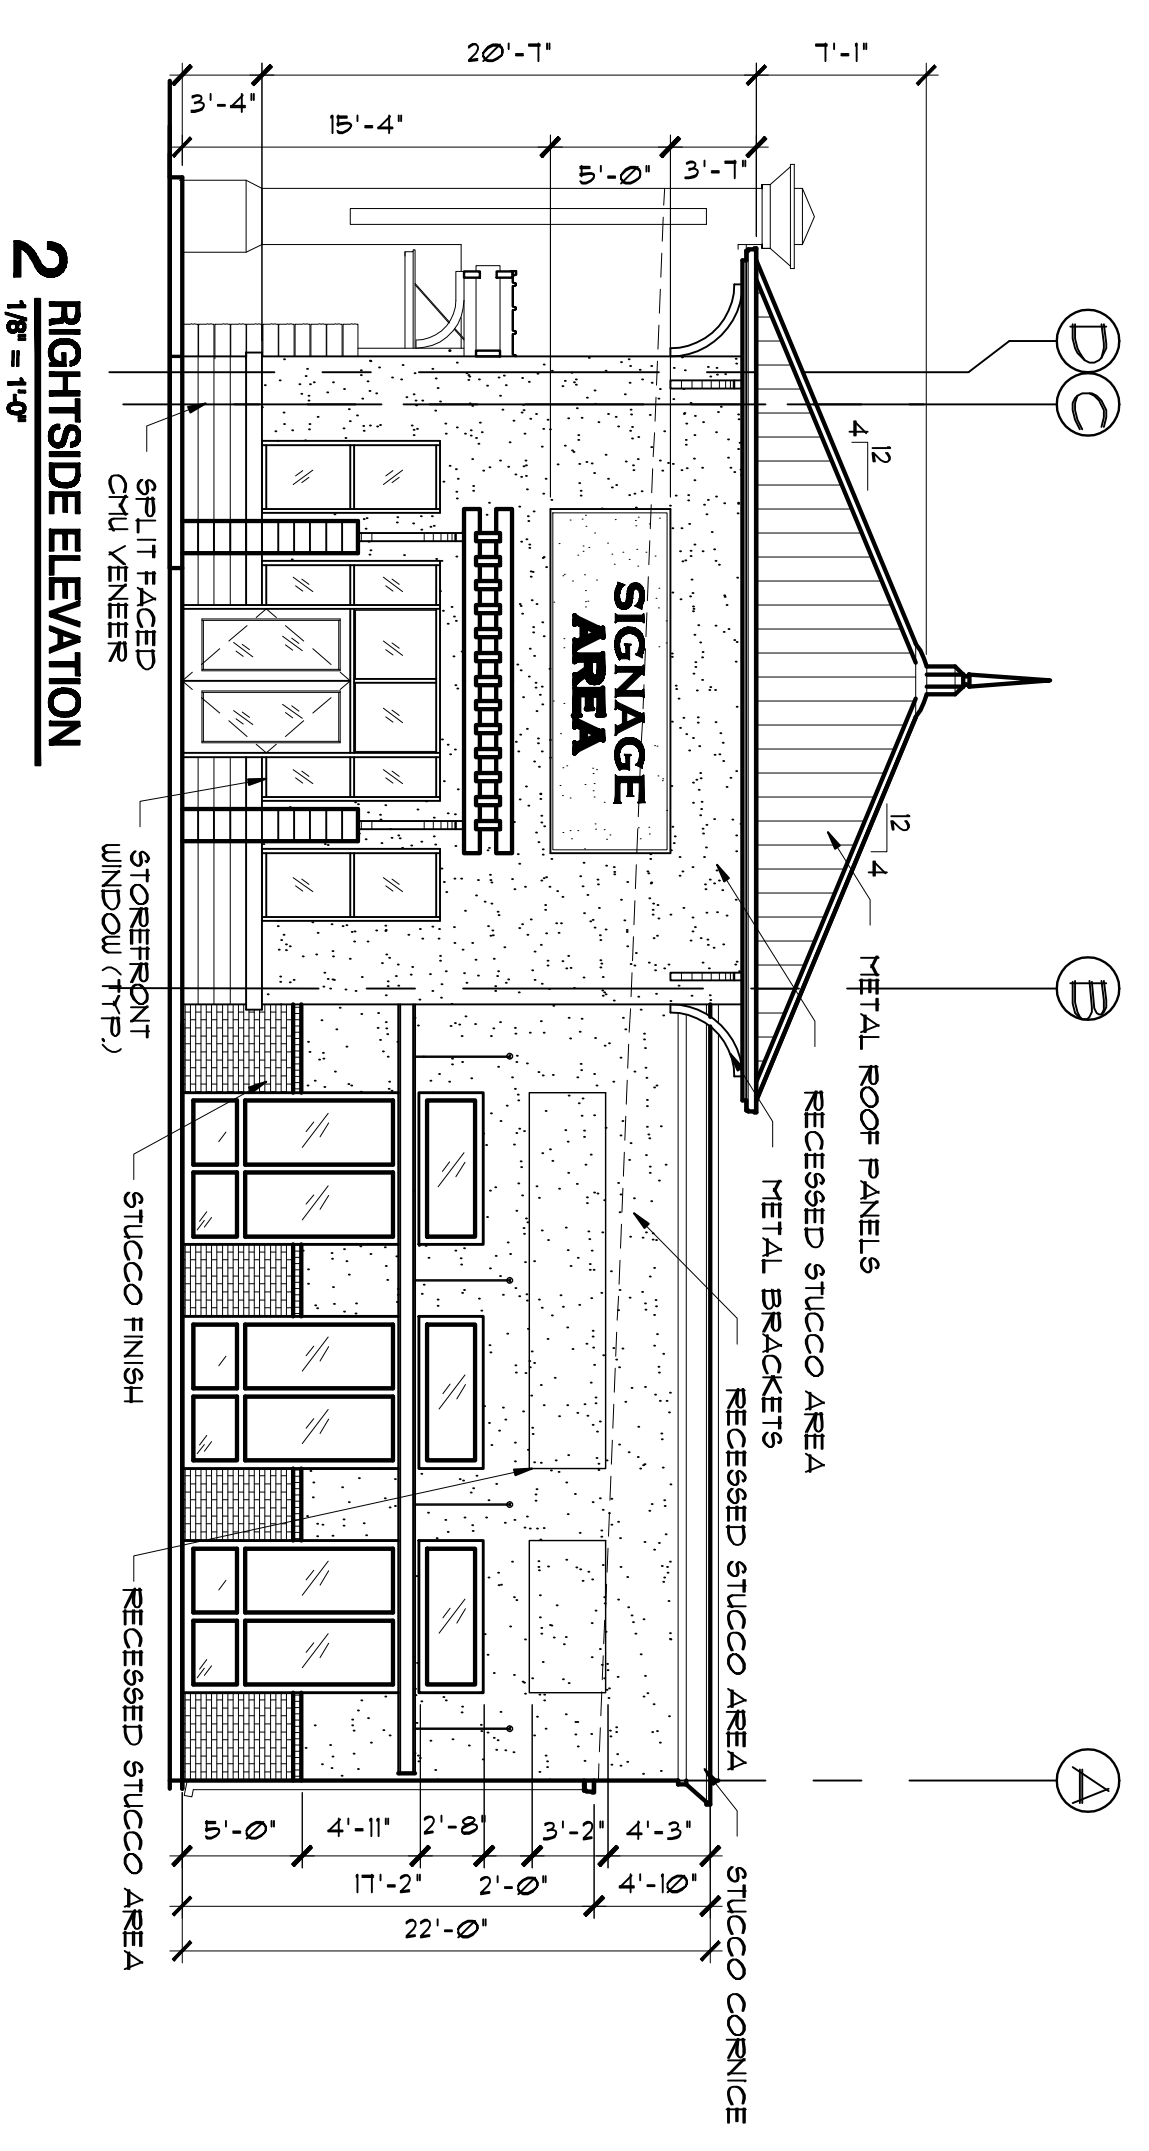 D
C
B
A
12
4
12
4
METAL ROOF PANELS
RECESSED STUCCO AREA
METAL BRACKETS
RECESSED STUCCO AREA
STUCCO CORNICE
7'-1"
20'-7"
3'-4"
3'-7"
5'-0"
15'-4"
SIGNAGE
AREA
4'-3"
3'-2"
2'-0"
2'-8"
4'-11"
5'-0"
4'-10"
17'-2"
22'-0"
SPLIT FACED
CMU VENEER
STOREFRONT
WINDOW (TYP.)
STUCCO FINISH
RECESSED STUCCO AREA
2
RIGHTSIDE ELEVATION
1/8" = 1'-0"